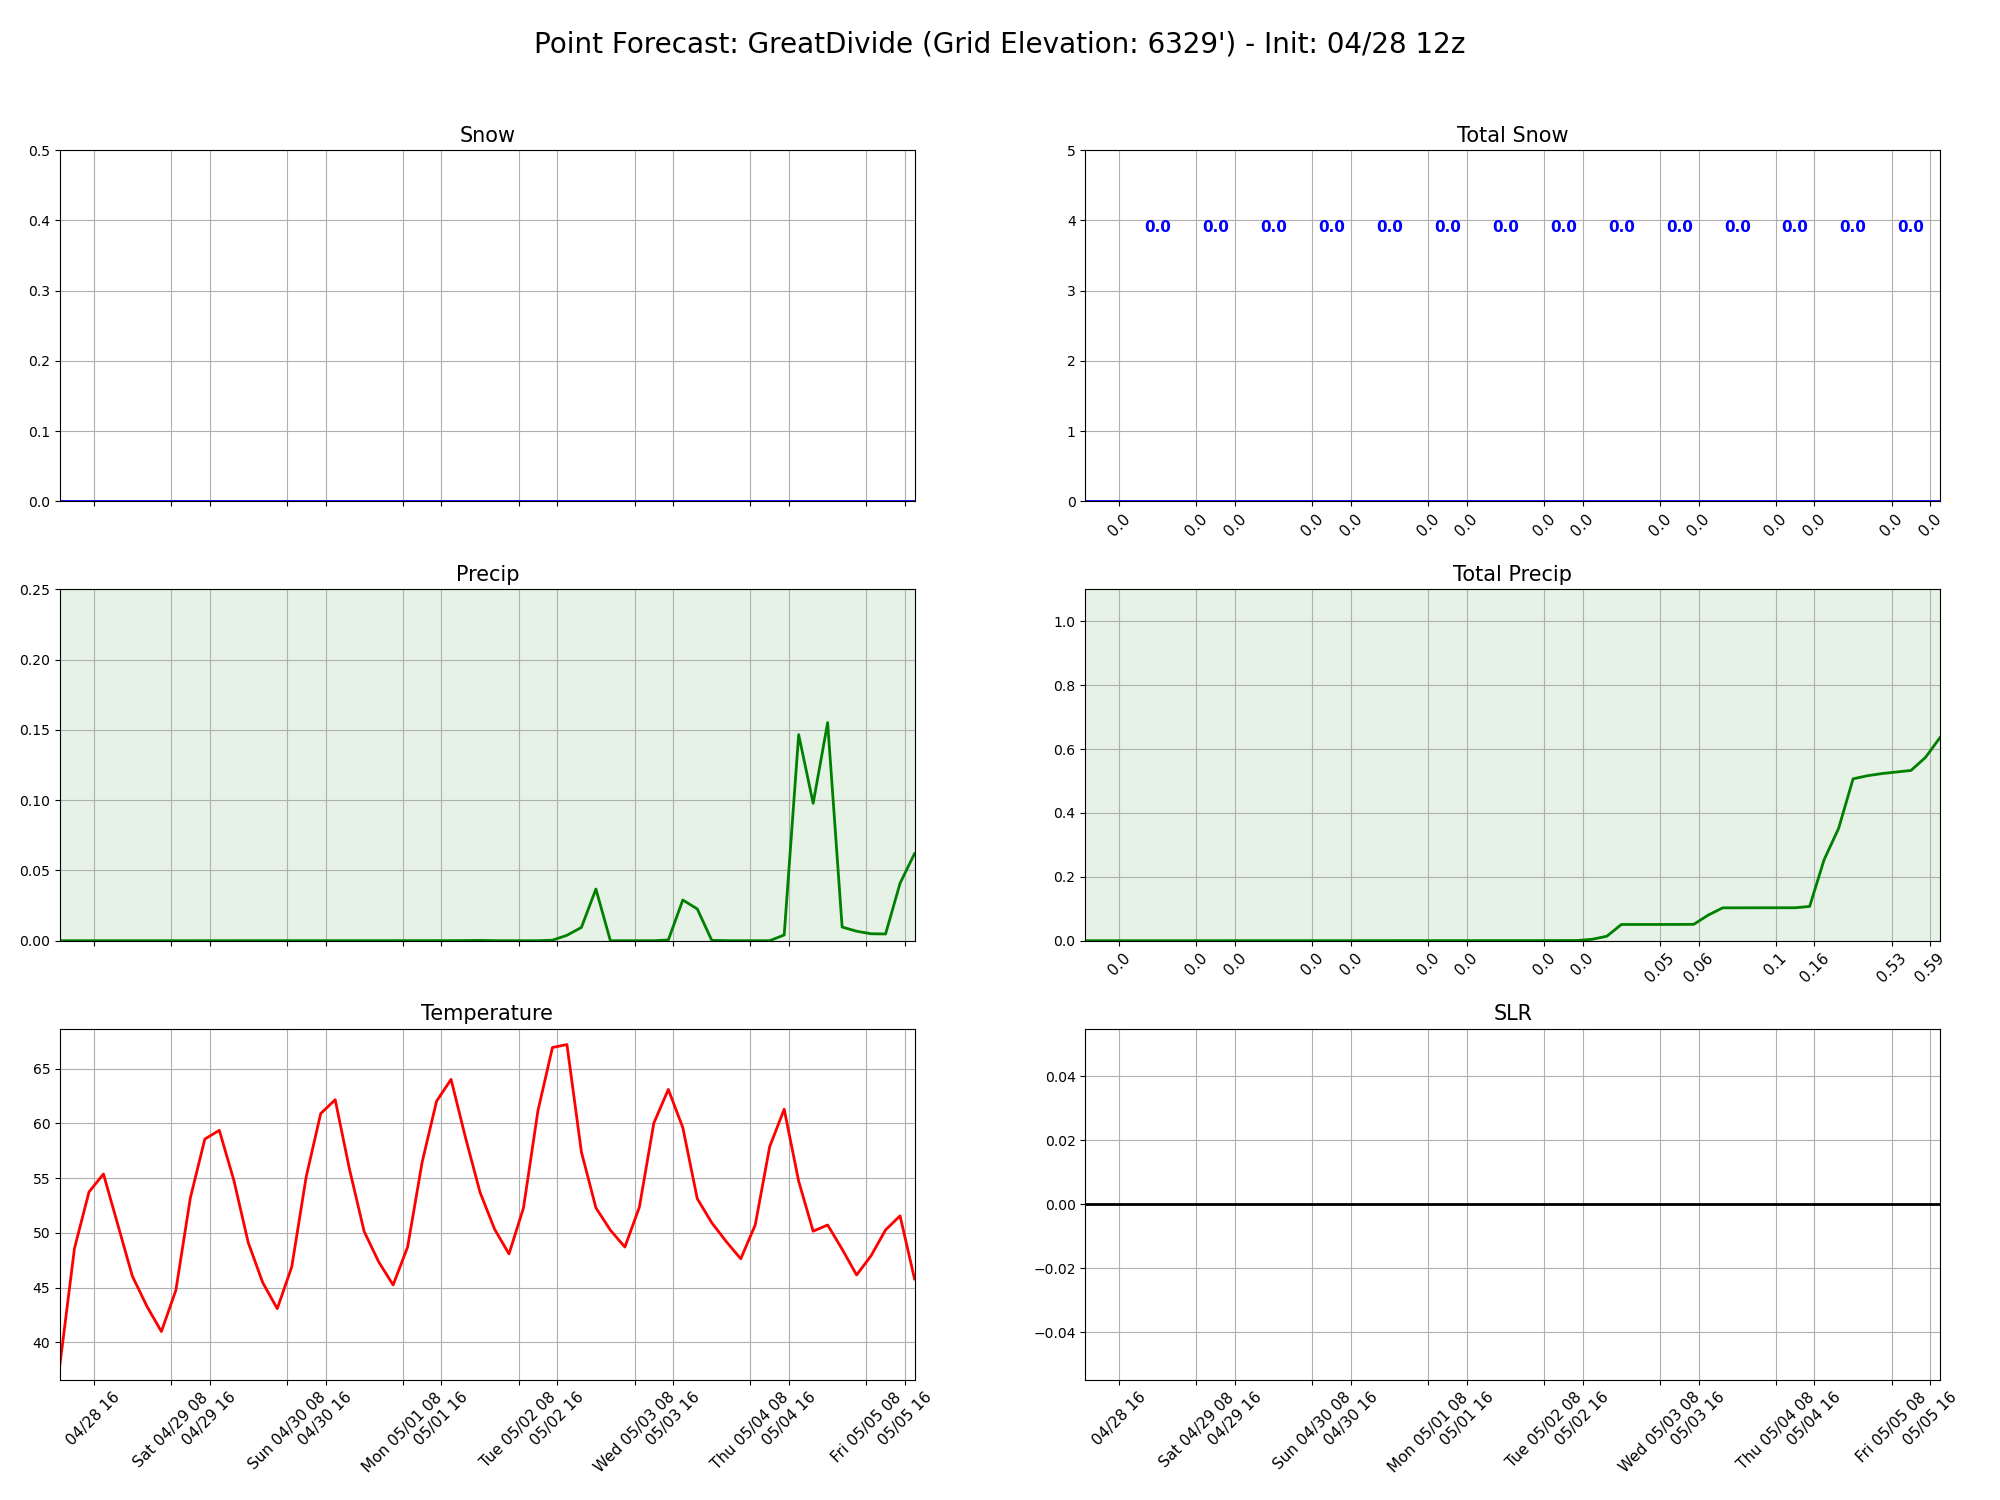 Point Forecast: GreatDivide (Grid Elevation: 6329') - Init: 04/28 12z
Snow
0.5
0.4
0.3
0.2
0.1
0.0
Total Snow
5
4
3
2
1
0
0.0 0.0 0.0 0.0 0.0 0.0 0.0 0.0 0.0 0.0 0.0 0.0 0.0 0.0
0.0 0.0 0.0 0.0 0.0 0.0 0.0 0.0 0.0 0.0 0.0 0.0 0.0 0.0 0.0
Precip
0.25
0.20
0.15
0.10
0.05
0.00
Total Precip
1.0
0.8
0.6
0.4
0.2
0.0
0.0 0.0 0.0 0.0 0.0 0.0 0.0 0.0 0.0 0.05 0.06 0.1 0.16 0.53 0.59
Temperature
65
60
55
50
45
40
04/28 16
Sat 04/29 08
04/29 16
Sun 04/30 08
04/30 16
Mon 05/01 08
05/01 16
Tue 05/02 08
05/02 16
Wed 05/03 08
05/03 16
Thu 05/04 08
05/04 16
Fri 05/05 08
05/05 16
SLR
0.04
0.02
0.00
−0.02
−0.04
04/28 16
Sat 04/29 08
04/29 16
Sun 04/30 08
04/30 16
Mon 05/01 08
05/01 16
Tue 05/02 08
05/02 16
Wed 05/03 08
05/03 16
Thu 05/04 08
05/04 16
Fri 05/05 08
05/05 16